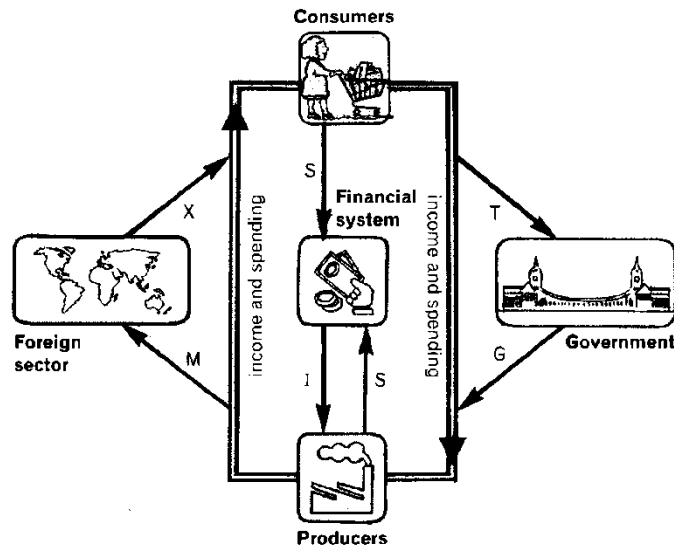 Consumers
S
Financial
system
X
income and spending
income and spending
T
Foreign
sector
Government
M
I
S
G
Producers